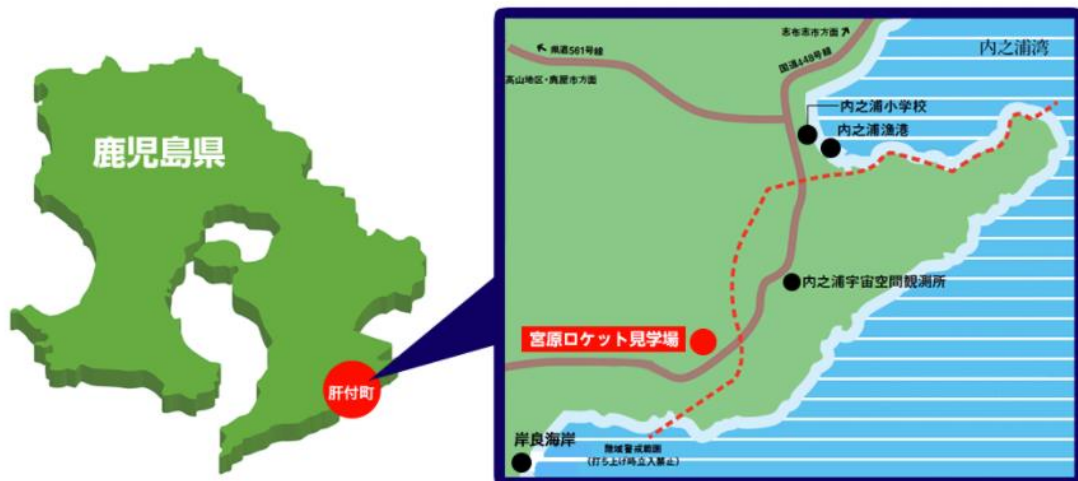 鹿児島県
肝付町
志布志市方面
県道561号線
国道448号線
内之浦湾
高山地区・鹿屋市方面
内之浦小学校
内之浦漁港
内之浦宇宙空間観測所
宮原ロケット見学場
岸良海岸
陸域警戒範囲
(打ち上げ時立入禁止)